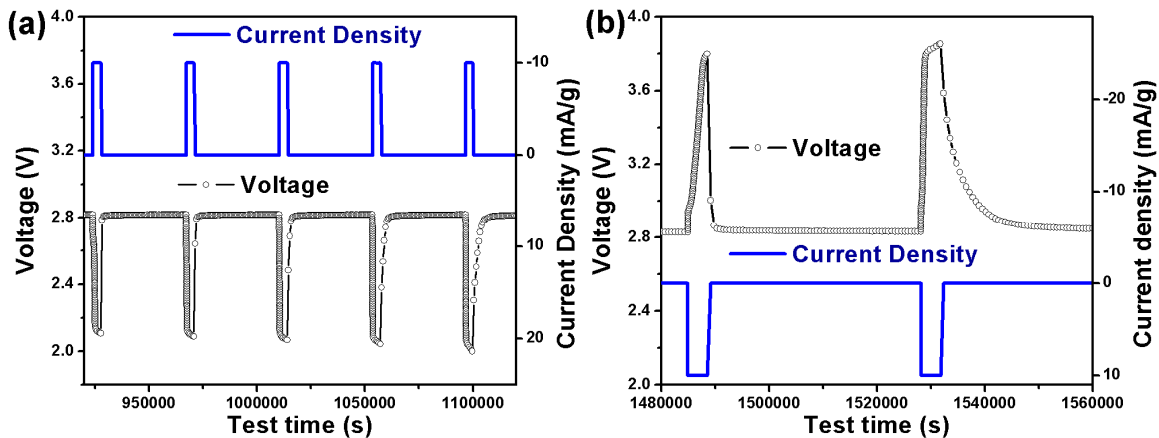 (a)
Current Density
Voltage
4.0
3.6
3.2
2.8
2.4
2.0
Voltage (V)
-10
0
10
20
Current Density (mA/g)
950000 1000000 1050000 1100000
Test time (s)
(b)
Voltage
Current Density
4.0
3.6
3.2
2.8
2.4
2.0
Voltage (V)
-20
-10
0
10
Current density (mA/g)
1480000 1500000 1520000 1540000 1560000
Test time (s)